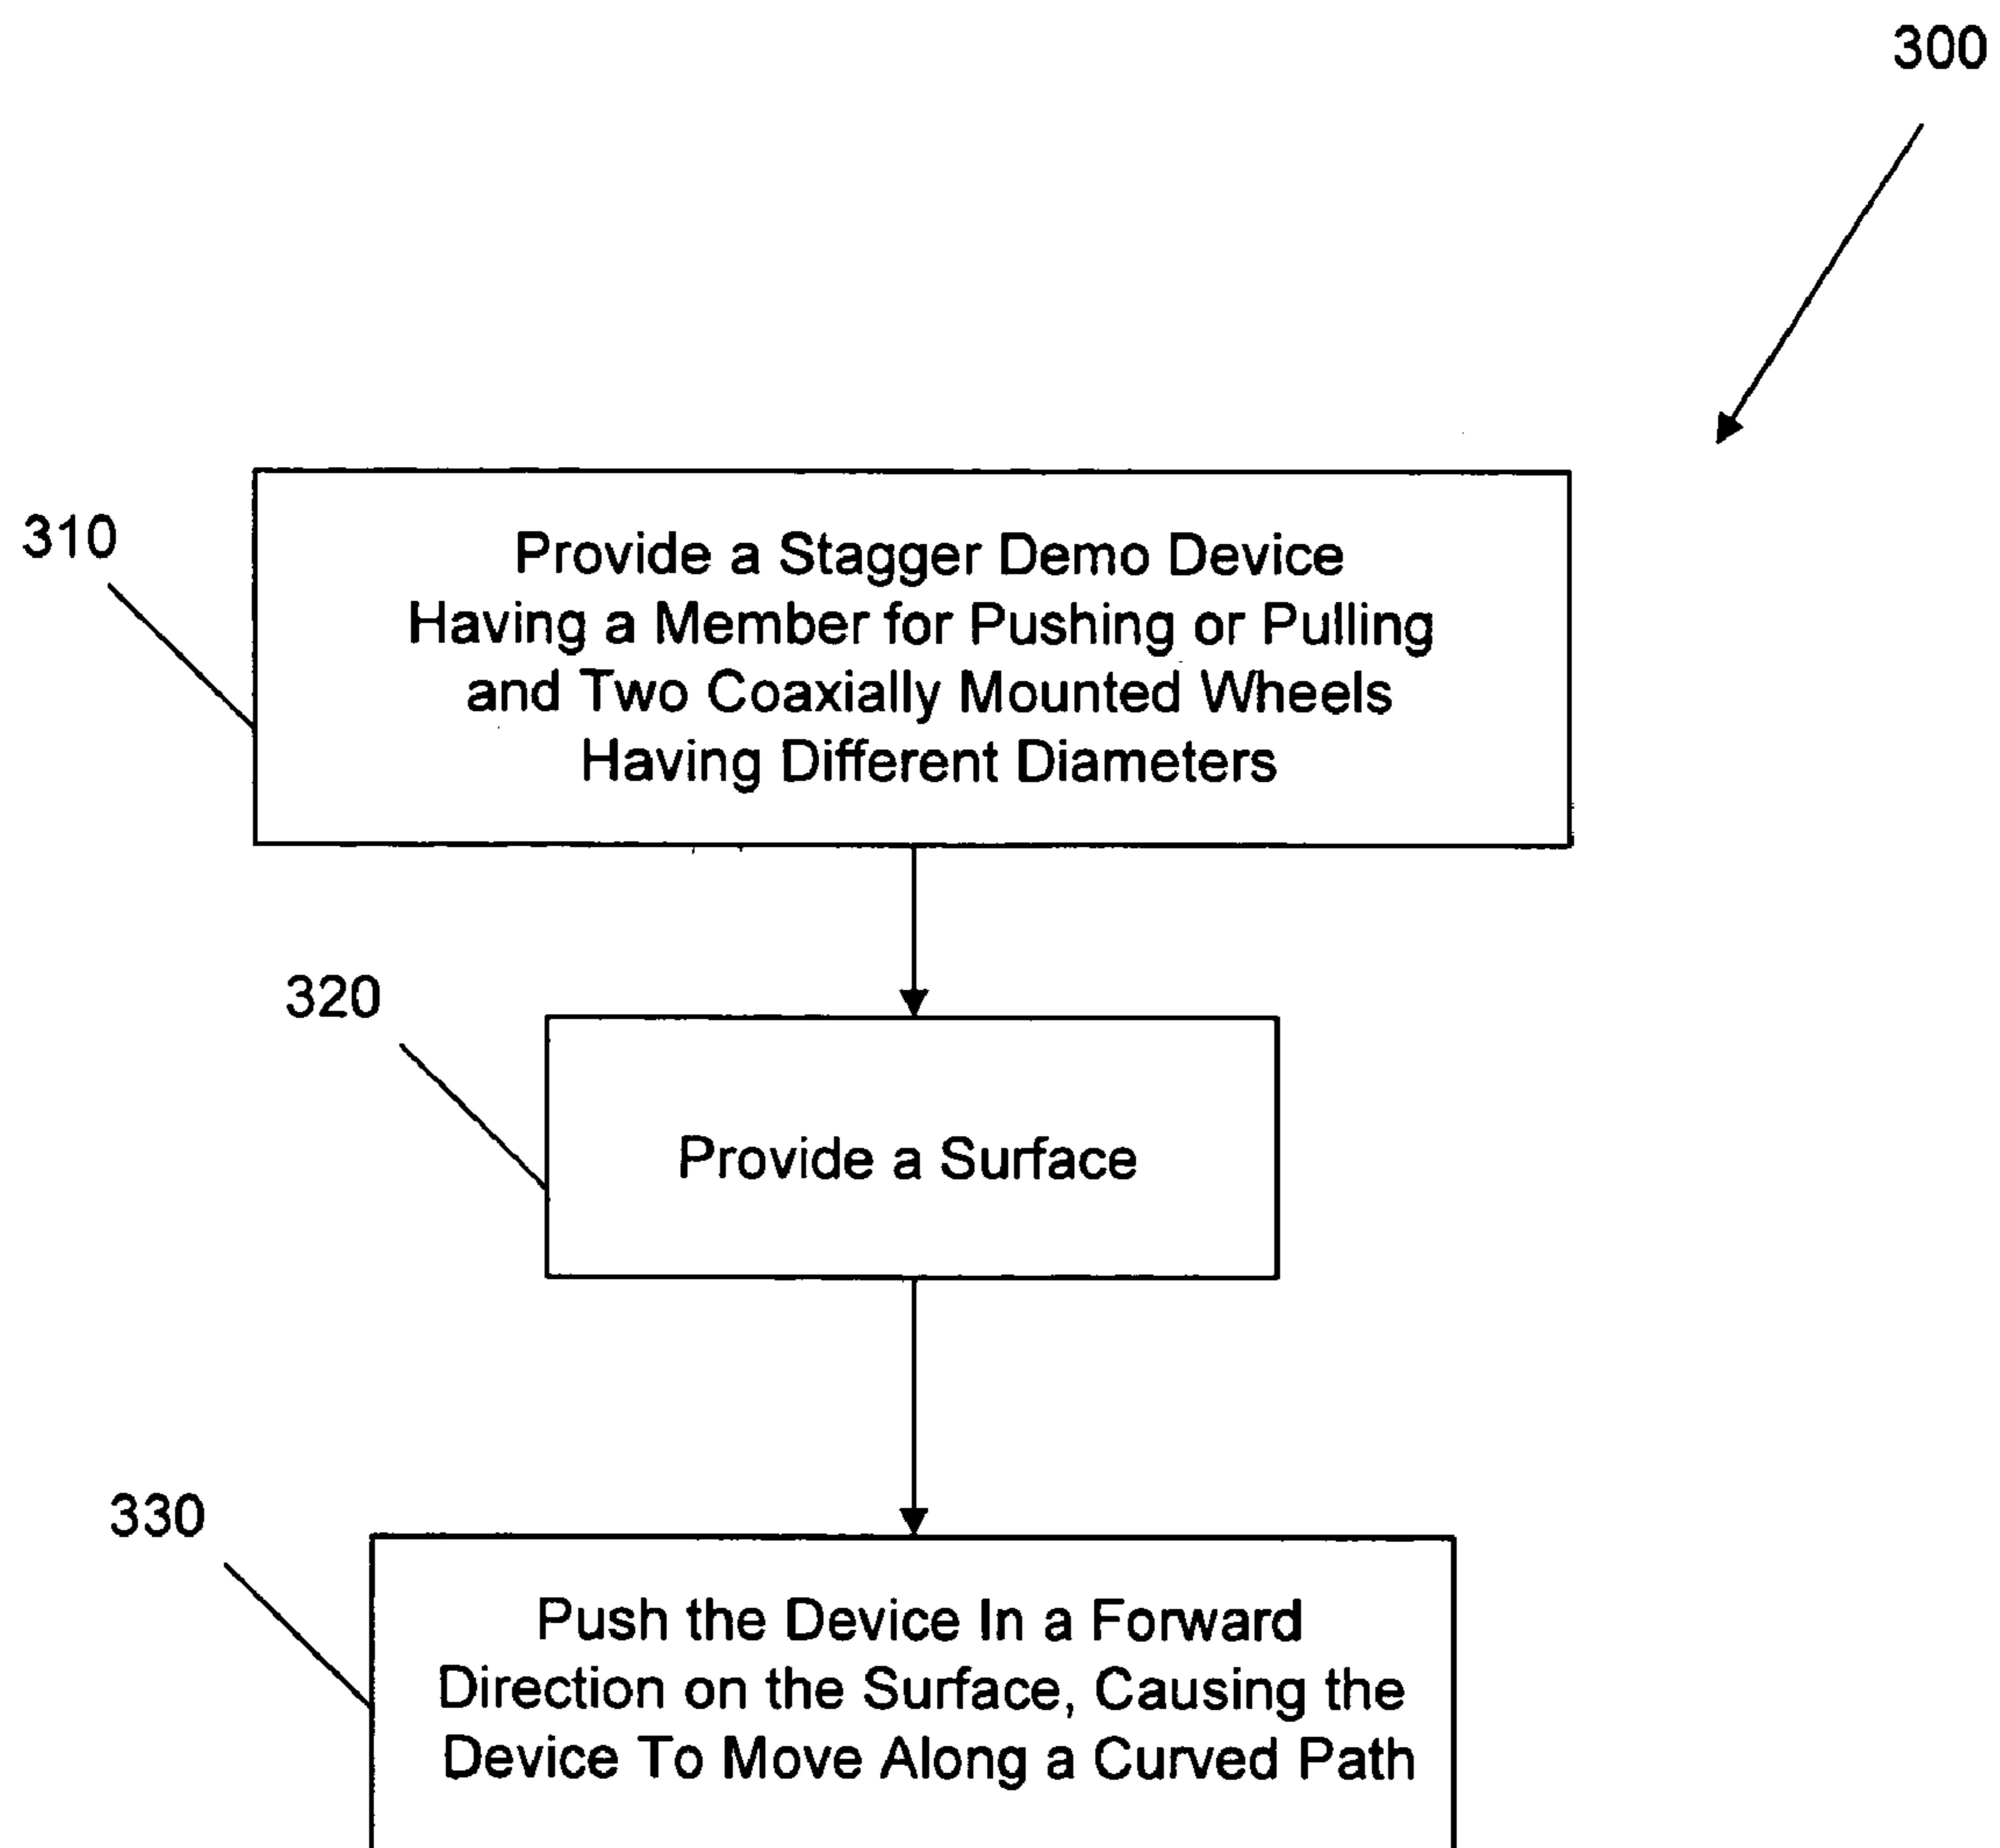 300
310
Provide a Stagger Demo Device
Having a Member for Pushing or Pulling
and Two Coaxially Mounted Wheels
Having Different Diameters
320
Provide a Surface
330
Push the Device In a Forward
Direction on the Surface, Causing the
Device To Move Along a Curved Path